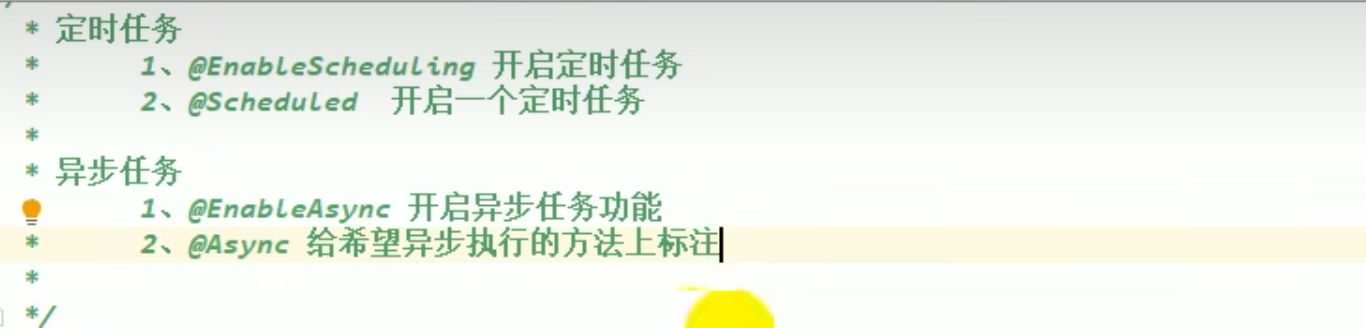 * 定时任务
* 1、@EnableScheduling 开启定时任务
* 2、@Scheduled 开启一个定时任务
*
* 异步任务
1、@EnableAsync 开启异步任务功能
* 2、@Async 给希望异步执行的方法上标注
*
*/